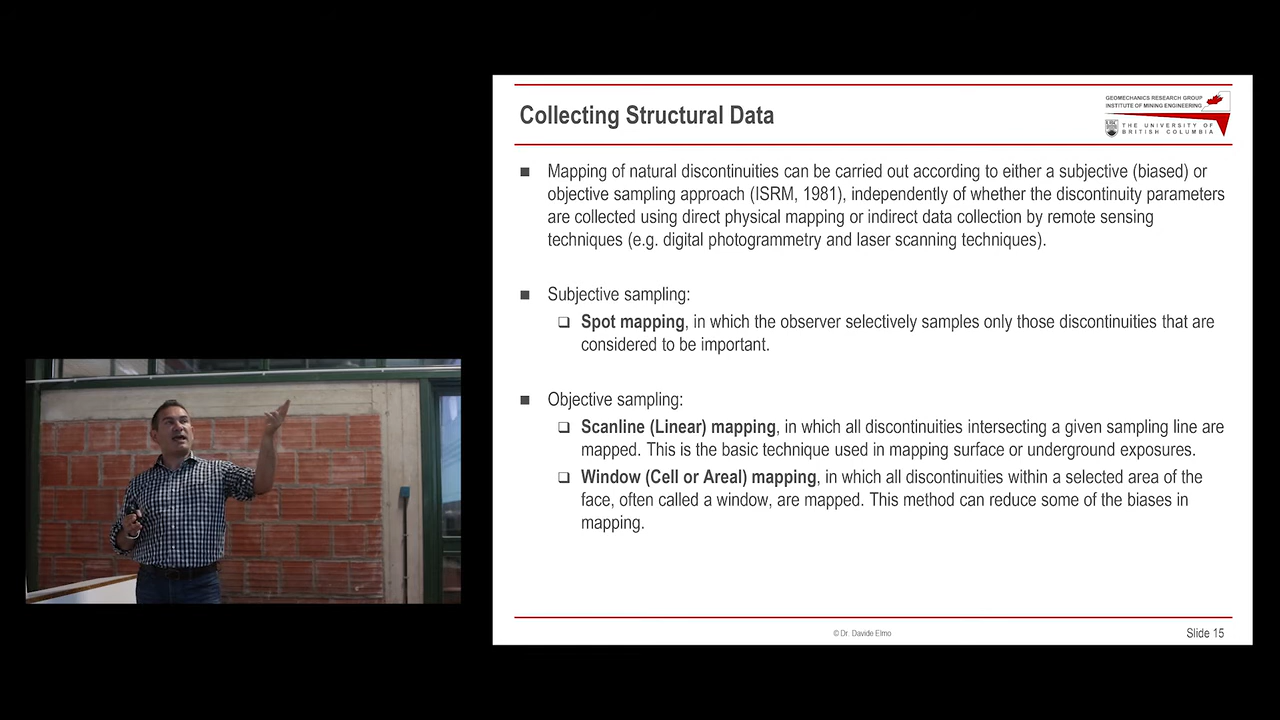 Collecting Structural Data
GEOMECHANICS RESEARCH GROUP
INSTITUTE OF MINING ENGINEERING
THE UNIVERSITY OF
BRITISH COLUMBIA
■ Mapping of natural discontinuities can be carried out according to either a subjective (biased) or
objective sampling approach (ISRM, 1981), independently of whether the discontinuity parameters
are collected using direct physical mapping or indirect data collection by remote sensing
techniques (e.g. digital photogrammetry and laser scanning techniques).
■ Subjective sampling:
❑ Spot mapping, in which the observer selectively samples only those discontinuities that are
considered to be important.
■ Objective sampling:
❑ Scanline (Linear) mapping, in which all discontinuities intersecting a given sampling line are
mapped. This is the basic technique used in mapping surface or underground exposures.
❑ Window (Cell or Areal) mapping, in which all discontinuities within a selected area of the
face, often called a window, are mapped. This method can reduce some of the biases in
mapping.
© Dr. Davide Elmo
Slide 15